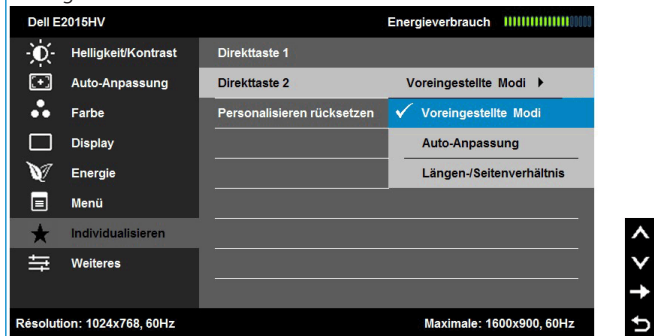 Dell E2015HV Energieverbrauch
Helligkeit/Kontrast Direkttaste 1
Auto-Anpassung Direkttaste 2 Voreingestellte Modi
Farbe Personalisieren rücksetzen Voreingestellte Modi
Display Auto-Anpassung
Energie Längen-/Seitenverhältnis
Menü
Individualisieren
Weiteres
Résolution: 1024x768, 60Hz Maximale: 1600x900, 60Hz